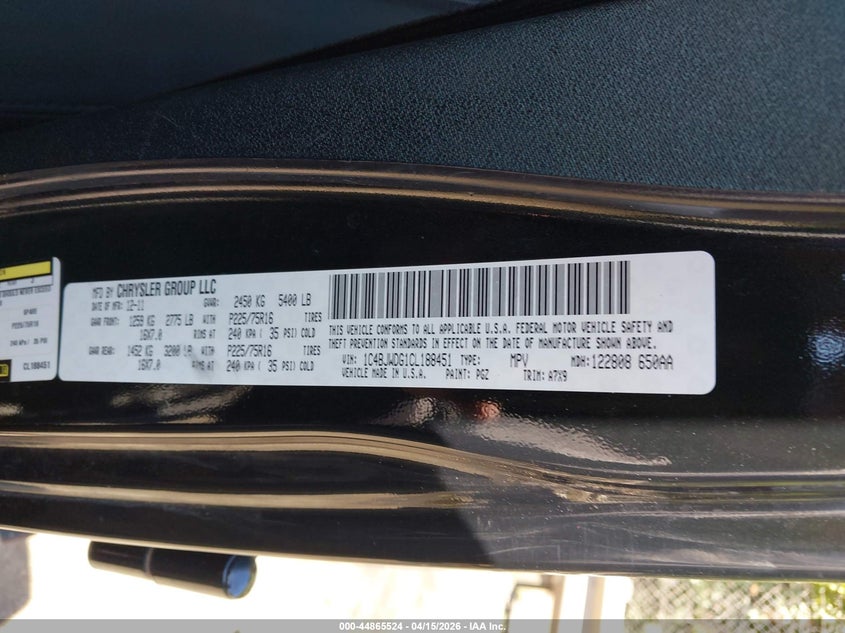 MFD BY CHRYSLER GROUP LLC
DATE OF MFR: 12-11 GVWR: 2450 KG 5400 LB
GAWR FRONT: 1259 KG 2775 LB WITH P225/75R16 TIRES
16X7.0 RIMS AT 240 KPA ( 35 PSI) COLD
GAWR REAR: 1452 KG 3200 LB WITH P225/75R16 TIRES
16X7.0 RIMS AT 240 KPA ( 35 PSI) COLD
THIS VEHICLE CONFORMS TO ALL APPLICABLE U.S.A. FEDERAL MOTOR VEHICLE SAFETY AND
THEFT PREVENTION STANDARDS IN EFFECT ON THE DATE OF MANUFACTURE SHOWN ABOVE.
VIN: 1C4BJWDG1CL188451 TYPE: MPV MDH: 122808 650AA
VEHICLE MADE IN U.S.A. PAINT: PGZ TRIM: A7X9
P225/75R16
CL188451
000-44865524 - 04/15/2026 - IAA Inc.